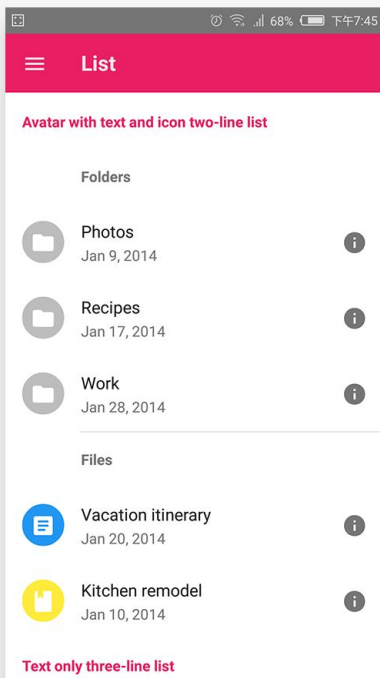 68% 下午7:45
List
Avatar with text and icon two-line list
Folders
Photos
Jan 9, 2014
Recipes
Jan 17, 2014
Work
Jan 28, 2014
Files
Vacation itinerary
Jan 20, 2014
Kitchen remodel
Jan 10, 2014
Text only three-line list